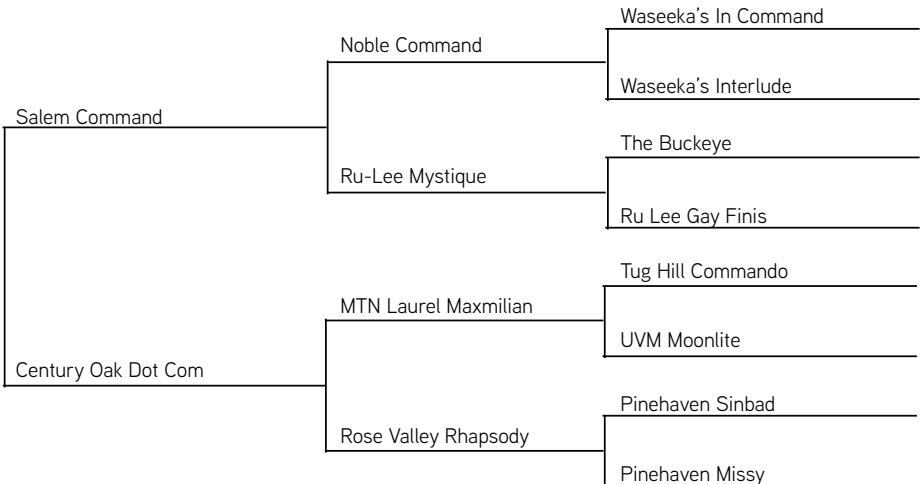 Waseeka's In Command
Noble Command
Waseeka's Interlude
Salem Command
The Buckeye
Ru-Lee Mystique
Ru Lee Gay Finis
Tug Hill Commando
MTN Laurel Maxmilian
UVM Moonlite
Century Oak Dot Com
Pinehaven Sinbad
Rose Valley Rhapsody
Pinehaven Missy